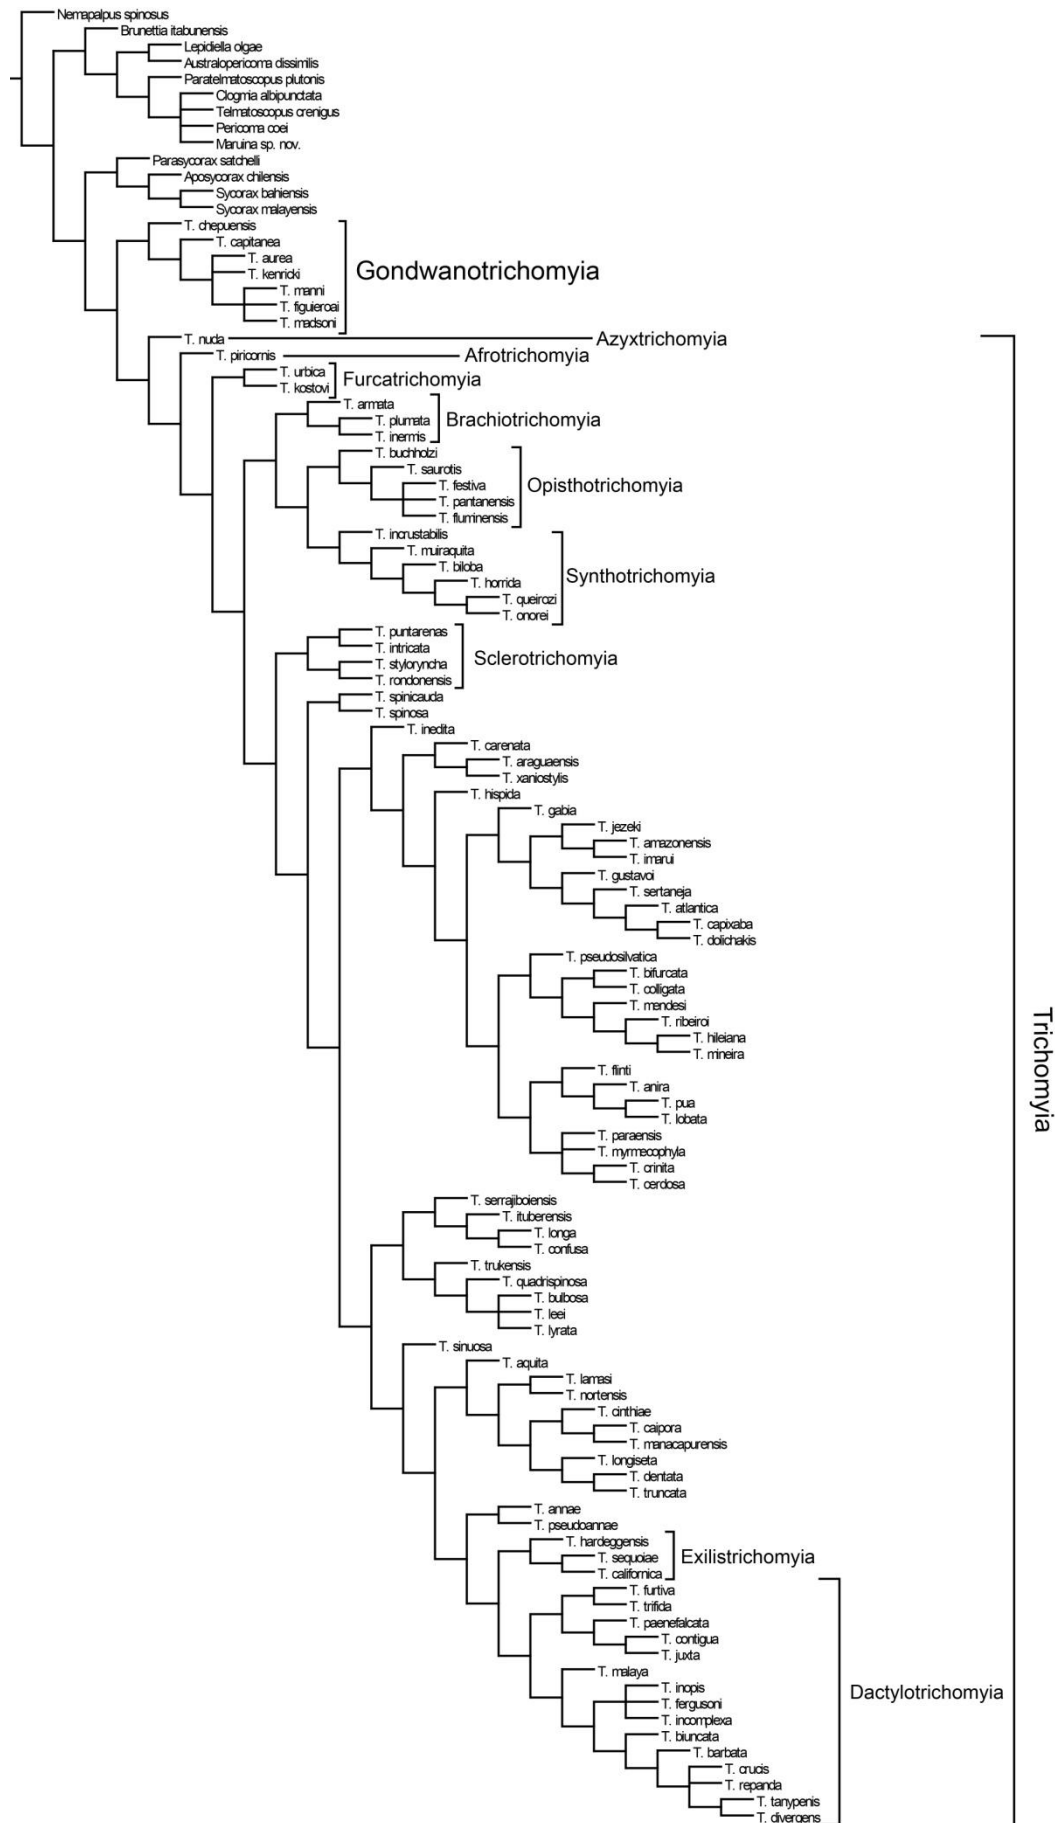 Nemapalpus spinosus
Brunettia itabunensis
Lepidiella olgae
Australopericoma dissimilis
Paratelmatoscopus plutonis
Clogmia albipunctata
Telmatoscopus crenigus
Pericoma coei
Maruina sp. nov.
Parasycorax satchelli
Aposycorax chilensis
Sycorax bahiensis
Sycorax malayensis
T. chepuensis
T. capitanea
T. aurea
T. kenricki
Gondwanotrichomyia
T. manni
T. figuieroai
T. madsoni
T. nuda
Azyxtrichomyia
T. piricornis
Afrotrichomyia
T. urbica
Furcatrichomyia
T. kostovi
T. armata
T. plumata
Brachiotrichomyia
T. inermis
T. buchholzi
T. saurotis
T. festiva
Opisthotrichomyia
T. pantanensis
T. fluminensis
T. incrustabilis
T. muiraquita
T. biloba
Synthotrichomyia
T. horrida
T. queirozi
T. onorei
T. puntarenas
T. intricata
Sclerotrichomyia
T. styloryncha
T. rondonensis
T. spinicauda
T. spinosa
T. inedita
T. carenata
T. araguaensis
T. xaniostylis
T. hispida
T. gabia
T. jezeki
T. amazonensis
T. imarui
T. gustavoi
T. sertaneja
T. atlantica
T. capixaba
T. dolichakis
T. pseudosilvatica
T. bifurcata
T. colligata
T. mendesi
T. ribeiroi
T. hileiana
T. mineira
Trichomyia
T. flinti
T. anira
T. pua
T. lobata
T. paraensis
T. myrmecophyla
T. crinita
T. cerdosa
T. serrajiboiensis
T. ituberensis
T. longa
T. confusa
T. trukensis
T. quadrispinosa
T. bulbosa
T. leei
T. lyrata
T. sinuosa
T. aquita
T. lamasi
T. nortensis
T. cinthiae
T. caipora
T. manacapurensis
T. longiseta
T. dentata
T. truncata
T. annae
T. pseudoannae
T. hardeggensis
T. sequoiae
Exilistrichomyia
T. californica
T. furtiva
T. trifida
T. paenefalcata
T. contigua
T. juxta
T. malaya
T. inopis
Dactylotrichomyia
T. fergusoni
T. incomplexa
T. biuncata
T. barbata
T. crucis
T. repanda
T. tanypenis
T. divergens